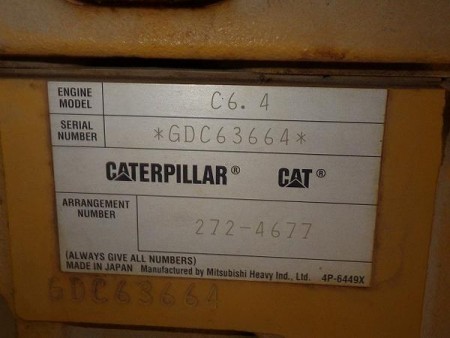 ENGINE MODEL C6.4
SERIAL NUMBER *GDC63664*
CATERPILLAR® CAT®
ARRANGEMENT NUMBER 272-4677
(ALWAYS GIVE ALL NUMBERS)
MADE IN JAPAN Manufactured by Mitsubishi Heavy Ind., Ltd. 4P-6449X
GDC63664